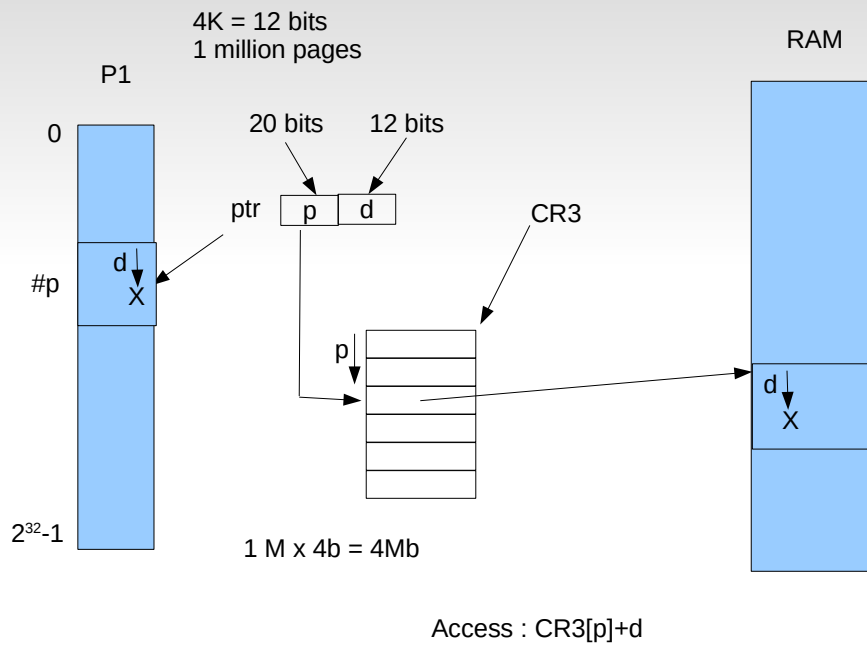 4K = 12 bits
1 million pages
RAM
P1
0
20 bits
12 bits
ptr
p
d
CR3
d
#p
X
p
d
X
2³²-1
1 M x 4b = 4Mb
Access : CR3[p]+d